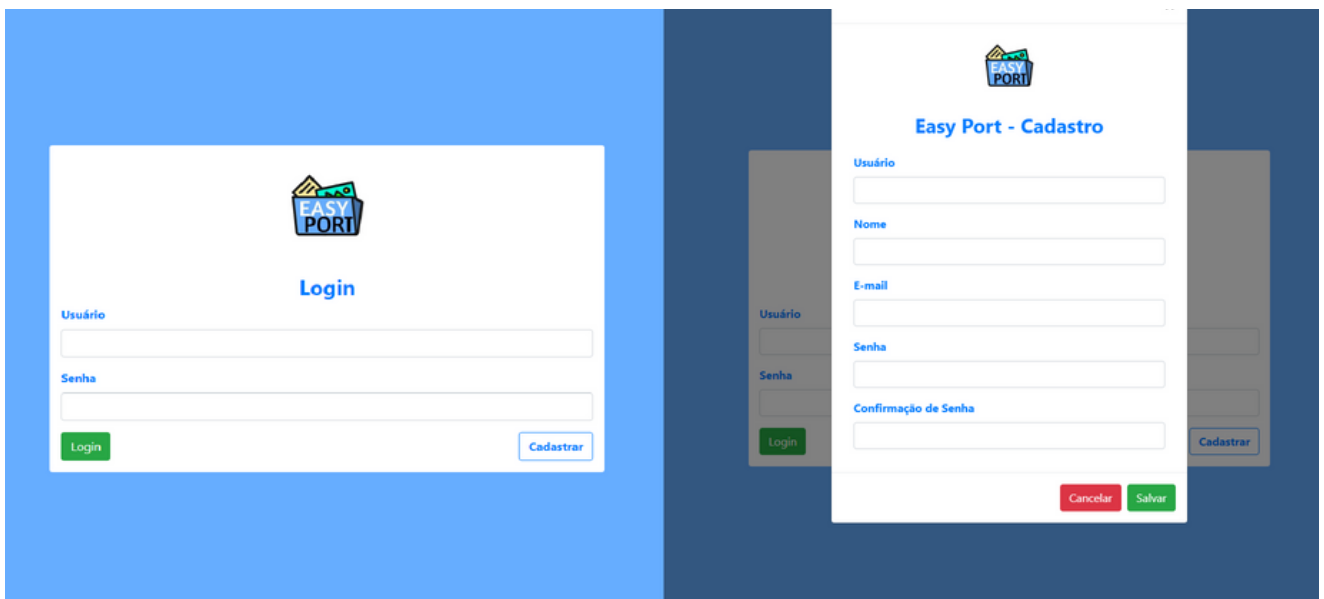 EASY
PORT
Login
Usuário
Senha
Login
Cadastrar
EASY
PORT
Easy Port - Cadastro
Usuário
Nome
E-mail
Senha
Confirmação de Senha
Cancelar
Salvar
Usuário
Senha
Login
Cadastrar